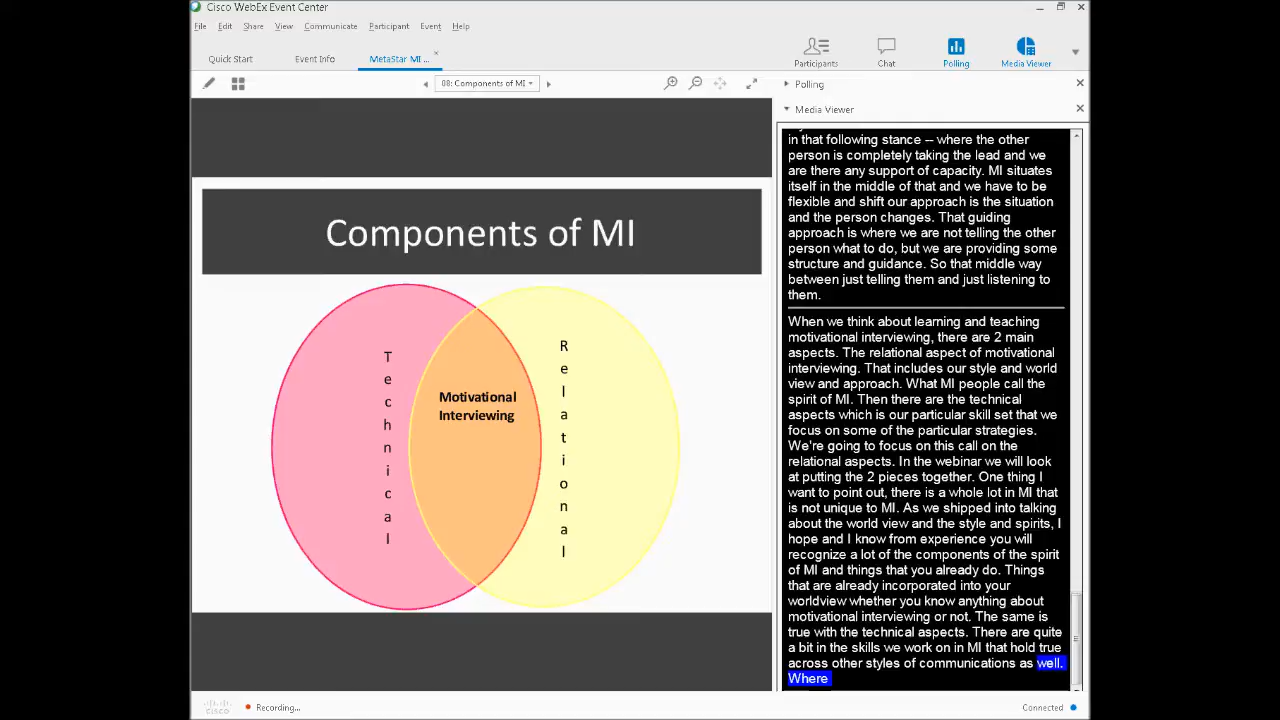 Cisco WebEx Event Center
File Edit Share View Communicate Participant Event Help
Quick Start Event Info MetaStar MI ...
Participants Chat Polling Media Viewer
08: Components of MI
Polling
Media Viewer
Components of MI
Technical
Motivational
Interviewing
Relational
in that following stance -- where the other
person is completely taking the lead and we
are there any support of capacity. MI situates
itself in the middle of that and we have to be
flexible and shift our approach is the situation
and the person changes. That guiding
approach is where we are not telling the other
person what to do, but we are providing some
structure and guidance. So that middle way
between just telling them and just listening to
them.
When we think about learning and teaching
motivational interviewing, there are 2 main
aspects. The relational aspect of motivational
interviewing. That includes our style and world
view and approach. What MI people call the
spirit of MI. Then there are the technical
aspects which is our particular skill set that we
focus on some of the particular strategies.
We're going to focus on this call on the
relational aspects. In the webinar we will look
at putting the 2 pieces together. One thing I
want to point out, there is a whole lot in MI that
is not unique to MI. As we shipped into talking
about the world view and the style and spirits, I
hope and I know from experience you will
recognize a lot of the components of the spirit
of MI and things that you already do. Things
that are already incorporated into your
worldview whether you know anything about
motivational interviewing or not. The same is
true with the technical aspects. There are quite
a bit in the skills we work on in MI that hold true
across other styles of communications as well.
Where
cisco
Recording...
Connected